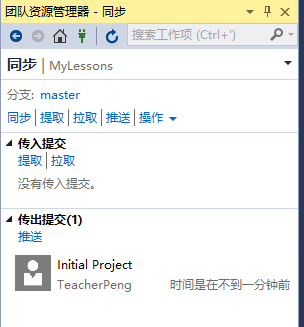 团队资源管理器 - 同步
搜索工作项 (Ctrl+')
同步 | MyLessons
分支: master
同步 | 提取 | 拉取 | 推送 | 操作
传入提交
提取 | 拉取
没有传入提交。
传出提交(1)
推送
Initial Project
TeacherPeng 时间是在不到一分钟前